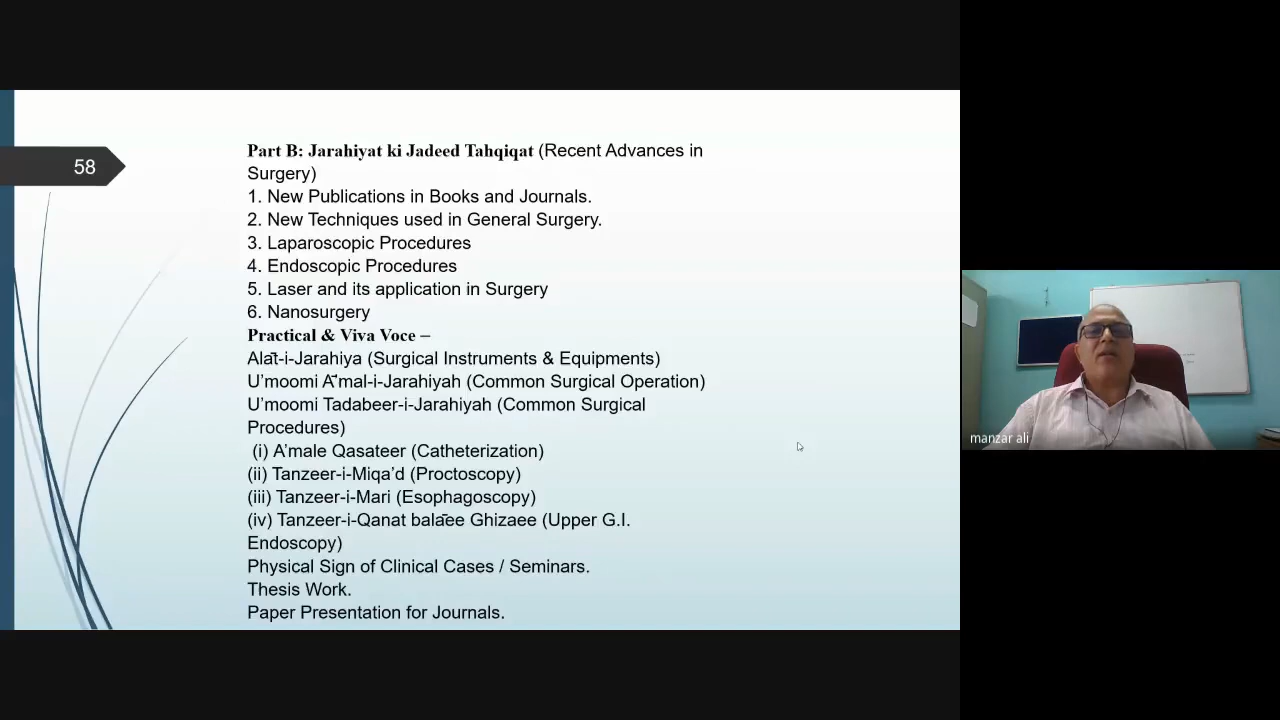 58
Part B: Jarahiyat ki Jadeed Tahqiqat (Recent Advances in
Surgery)
1. New Publications in Books and Journals.
2. New Techniques used in General Surgery.
3. Laparoscopic Procedures
4. Endoscopic Procedures
5. Laser and its application in Surgery
6. Nanosurgery
Practical & Viva Voce –
Ala̅t-i-Jarahiya (Surgical Instruments & Equipments)
U’moomi A̅’mal-i-Jarahiyah (Common Surgical Operation)
U’moomi Tadabeer-i-Jarahiyah (Common Surgical
Procedures)
(i) A’male Qasateer (Catheterization)
(ii) Tanzeer-i-Miqa’d (Proctoscopy)
(iii) Tanzeer-i-Mari (Esophagoscopy)
(iv) Tanzeer-i-Qanat bala̅ee Ghizaee (Upper G.I.
Endoscopy)
Physical Sign of Clinical Cases / Seminars.
Thesis Work.
Paper Presentation for Journals.
manzar ali